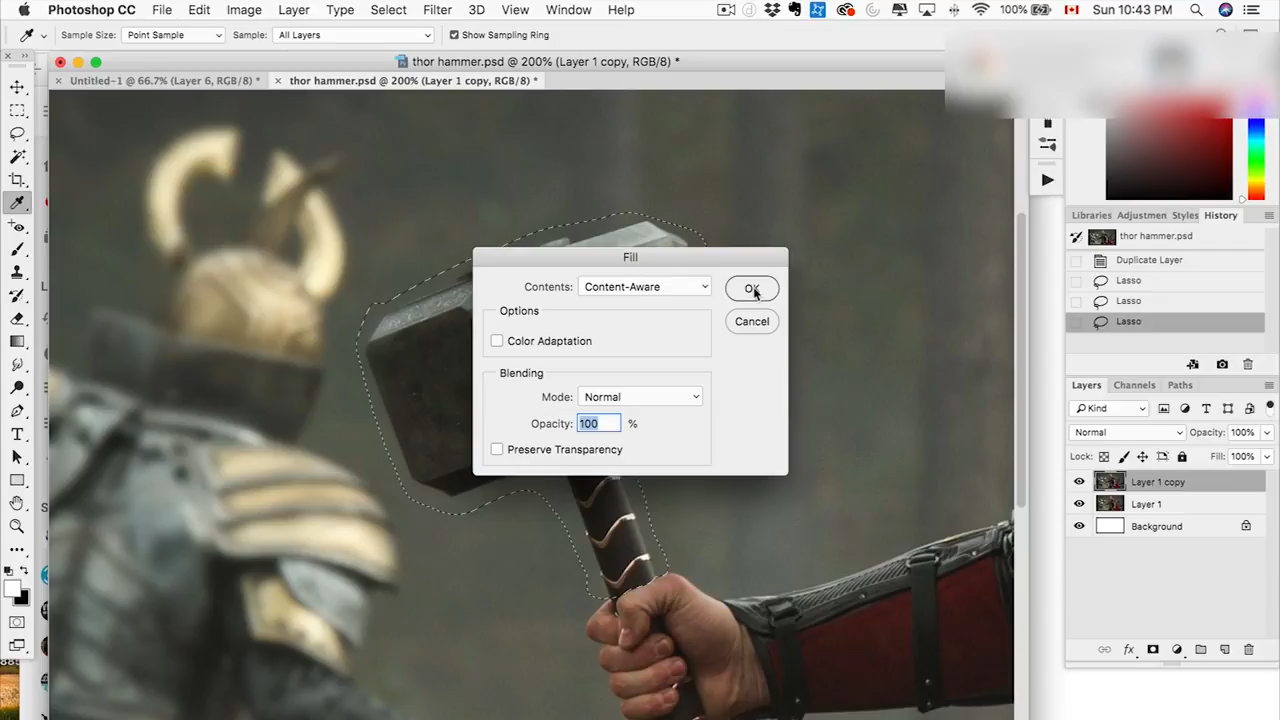 Photoshop CC File Edit Image Layer Type Select Filter 3D View Window Help 100% Sun 10:43 PM
Sample Size: Point Sample Sample: All Layers Show Sampling Ring
thor hammer.psd @ 200% (Layer 1 copy, RGB/8) *
Untitled-1 @ 66.7% (Layer 6, RGB/8) * thor hammer.psd @ 200% (Layer 1 copy, RGB/8) *
Fill
Contents: Content-Aware
OK
Options
Cancel
Color Adaptation
Blending
Mode: Normal
Opacity: 100 %
Preserve Transparency
Libraries Adjustmen Styles History
thor hammer.psd
Duplicate Layer
Lasso
Lasso
Lasso
Layers Channels Paths
Kind
Normal Opacity: 100%
Lock: Fill: 100%
Layer 1 copy
Layer 1
Background